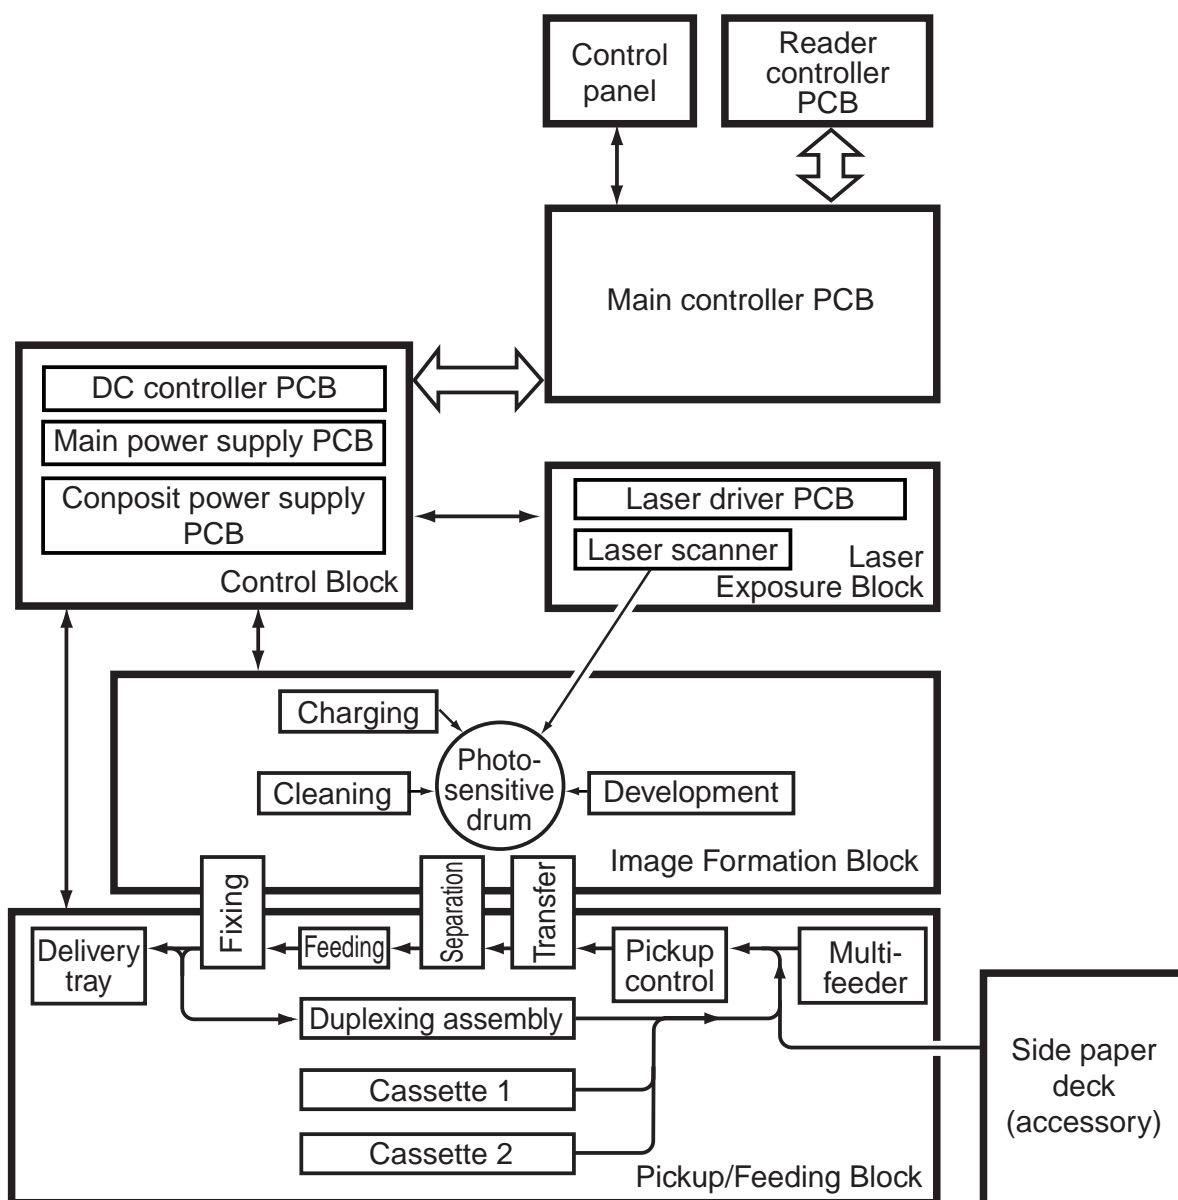 Control
panel
Reader
controller
PCB
Main controller PCB
DC controller PCB
Main power supply PCB
Conposit power supply
PCB
Control Block
Laser driver PCB
Laser scanner
Laser
Exposure Block
Charging
Cleaning
Photo-
sensitive
drum
Development
Image Formation Block
Fixing
Separation
Transfer
Delivery
tray
Feeding
Pickup
control
Multi-
feeder
Duplexing assembly
Cassette 1
Cassette 2
Pickup/Feeding Block
Side paper
deck
(accessory)